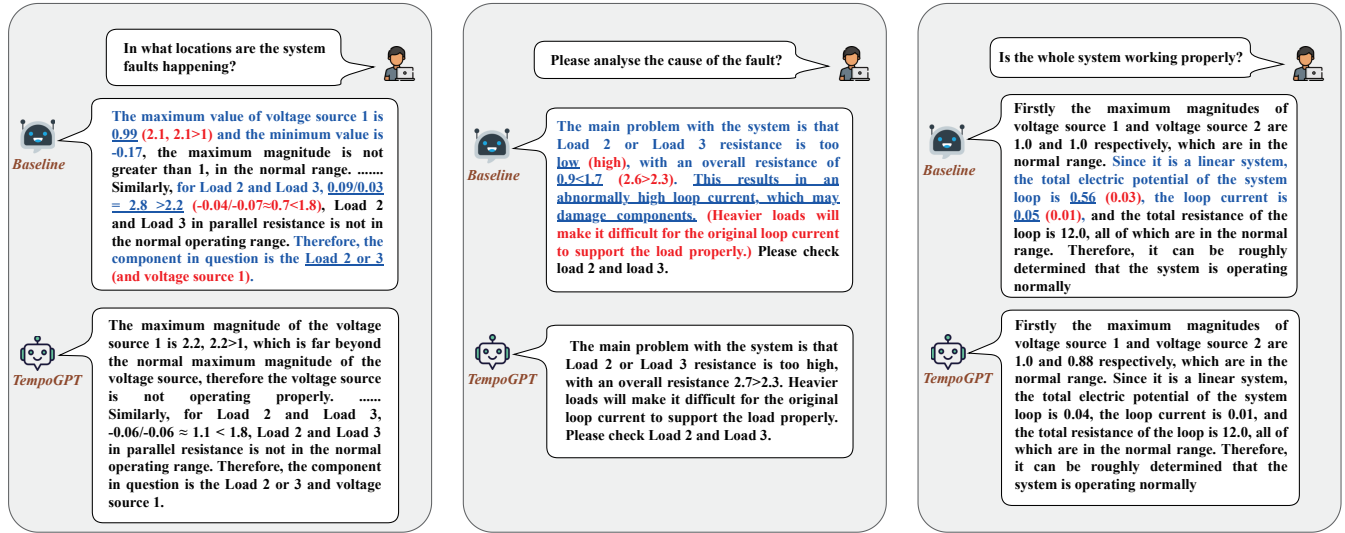 In what locations are the system
faults happening?
Baseline
The maximum value of voltage source 1 is
0.99 (2.1, 2.1>1) and the minimum value is
-0.17, the maximum magnitude is not
greater than 1, in the normal range. .......
Similarly, for Load 2 and Load 3, 0.09/0.03
= 2.8 >2.2 (-0.04/-0.07≈0.7<1.8), Load 2
and Load 3 in parallel resistance is not in
the normal operating range. Therefore, the
component in question is the Load 2 or 3
(and voltage source 1).
TempoGPT
The maximum magnitude of the voltage
source 1 is 2.2, 2.2>1, which is far beyond
the normal maximum magnitude of the
voltage source, therefore the voltage source
is not operating properly. ......
Similarly, for Load 2 and Load 3,
-0.06/-0.06 ≈ 1.1 < 1.8, Load 2 and Load 3
in parallel resistance is not in the normal
operating range. Therefore, the component
in question is the Load 2 or 3 and voltage
source 1.
Please analyse the cause of the fault?
Baseline
The main problem with the system is that
Load 2 or Load 3 resistance is too
low (high), with an overall resistance of
0.9<1.7 (2.6>2.3). This results in an
abnormally high loop current, which may
damage components. (Heavier loads will
make it difficult for the original loop current
to support the load properly.) Please check
load 2 and load 3.
TempoGPT
The main problem with the system is that
Load 2 or Load 3 resistance is too high,
with an overall resistance 2.7>2.3. Heavier
loads will make it difficult for the original
loop current to support the load properly.
Please check Load 2 and Load 3.
Is the whole system working properly?
Baseline
Firstly the maximum magnitudes of
voltage source 1 and voltage source 2 are
1.0 and 1.0 respectively, which are in the
normal range. Since it is a linear system,
the total electric potential of the system
loop is 0.56 (0.03), the loop current is
0.05 (0.01), and the total resistance of the
loop is 12.0, all of which are in the normal
range. Therefore, it can be roughly
determined that the system is operating
normally
TempoGPT
Firstly the maximum magnitudes of
voltage source 1 and voltage source 2 are
1.0 and 0.88 respectively, which are in the
normal range. Since it is a linear system,
the total electric potential of the system
loop is 0.04, the loop current is 0.01, and
the total resistance of the loop is 12.0, all of
which are in the normal range. Therefore,
it can be roughly determined that the
system is operating normally